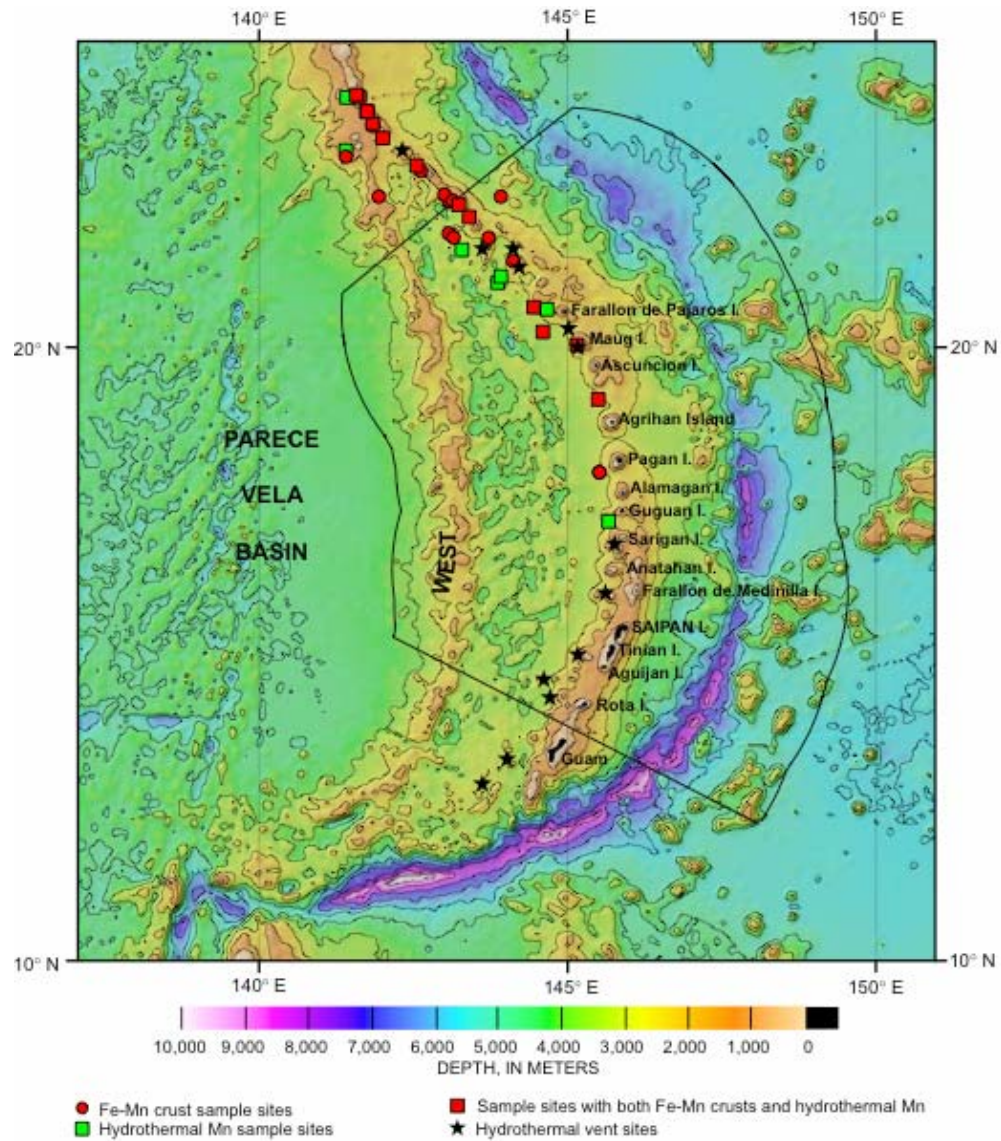 140° E 145° E 150° E
20° N 20° N
Farallon de Pajaros I.
Maug I.
Ascuncion I.
Agrihan Island
PARECE
VELA
BASIN
Pagan I.
Alamagan I.
Guguan I.
WEST
Sarigan I.
Anatahan I.
Farallon de Medinilla I.
SAIPAN I.
Tinian I.
Aguijan I.
Rota I.
Guam
10° N 10° N
140° E 145° E 150° E
10,000 9,000 8,000 7,000 6,000 5,000 4,000 3,000 2,000 1,000 0
DEPTH, IN METERS
Fe-Mn crust sample sites
Sample sites with both Fe-Mn crusts and hydrothermal Mn
Hydrothermal Mn sample sites
Hydrothermal vent sites